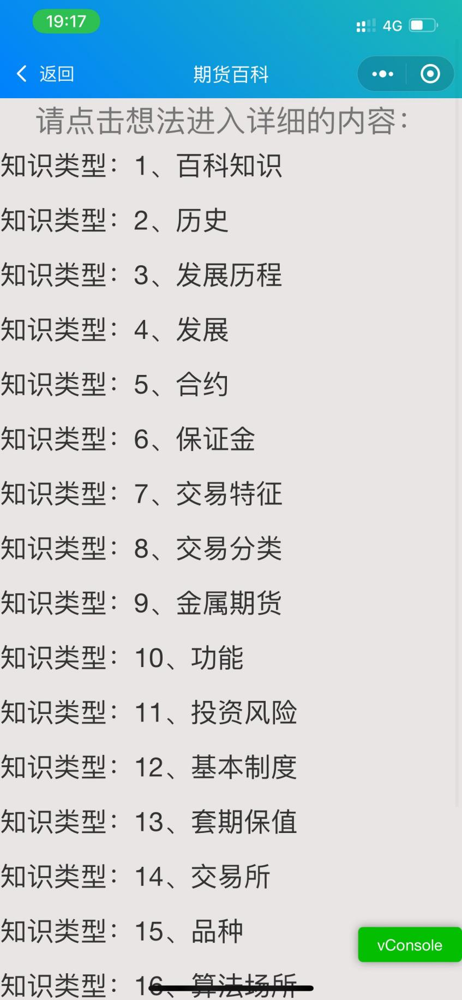 19:17
4G
返回
期货百科
请点击想法进入详细的内容：
知识类型：1、百科知识
知识类型：2、历史
知识类型：3、发展历程
知识类型：4、发展
知识类型：5、合约
知识类型：6、保证金
知识类型：7、交易特征
知识类型：8、交易分类
知识类型：9、金属期货
知识类型：10、功能
知识类型：11、投资风险
知识类型：12、基本制度
知识类型：13、套期保值
知识类型：14、交易所
知识类型：15、品种
vConsole
知识类型：16、算法场所